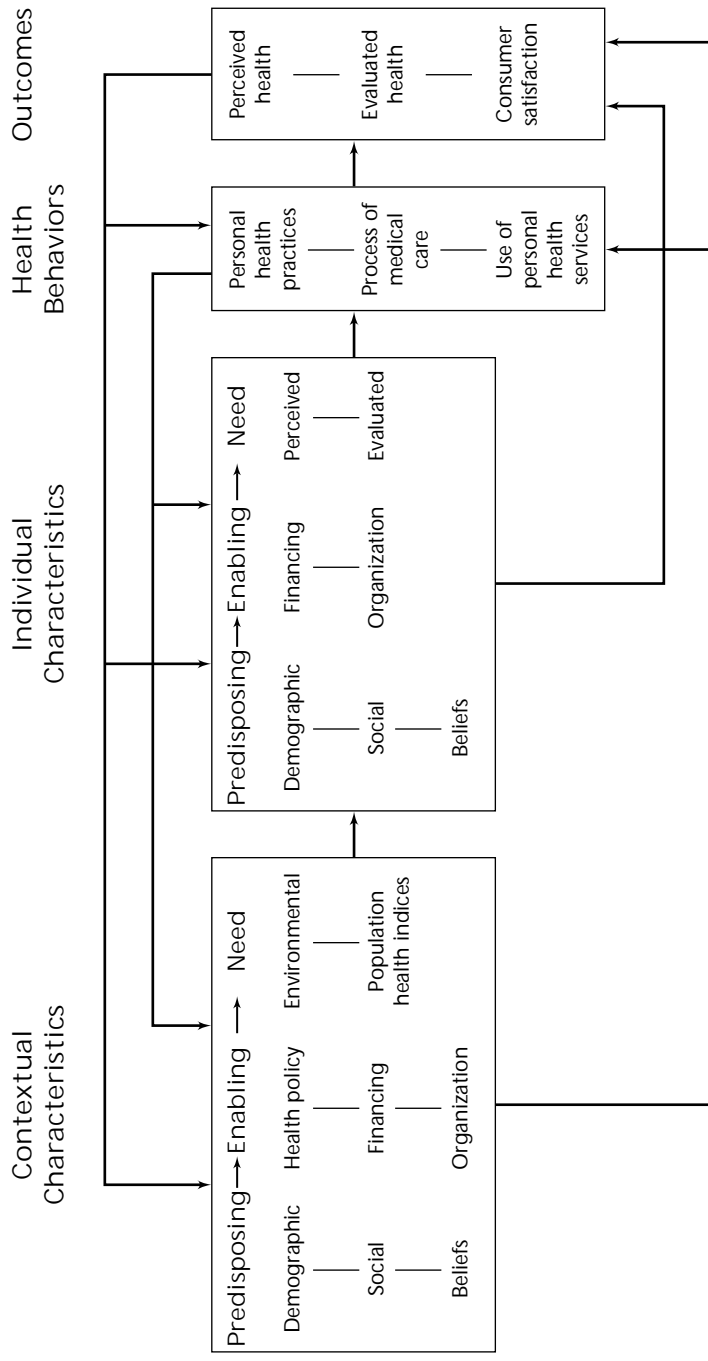 Contextual
Characteristics
Individual
Characteristics
Health
Behaviors
Outcomes
Predisposing
Enabling
Need
Demographic
Social
Beliefs
Health policy
Financing
Organization
Environmental
Population
health indices
Predisposing
Enabling
Need
Demographic
Social
Beliefs
Financing
Organization
Perceived
Evaluated
Personal
health
practices
Process of
medical
care
Use of
personal
health
services
Perceived
health
Evaluated
health
Consumer
satisfaction